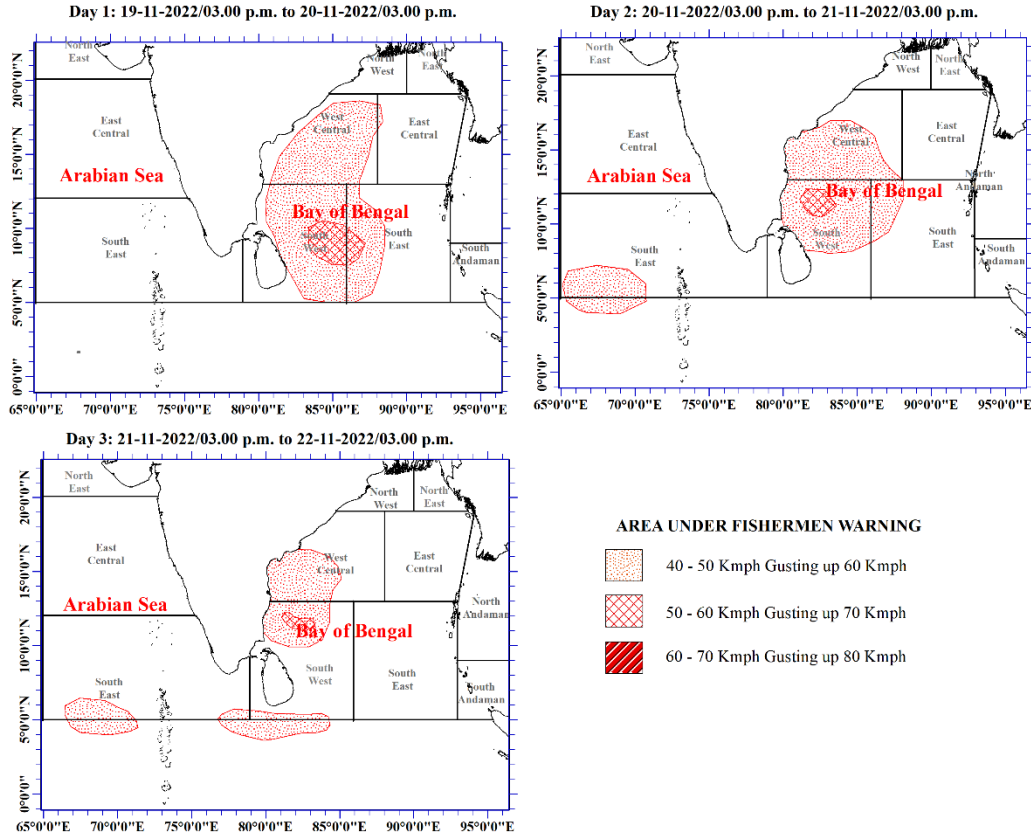 Day 1: 19-11-2022/03.00 p.m. to 20-11-2022/03.00 p.m.
North
East
North
West
North
East
East
Central
West
Central
East
Central
Arabian Sea
Bay of Bengal
South
East
South
West
South
East
South
Andaman
20°0'0"N
15°0'0"N
10°0'0"N
5°0'0"N
0°0'0"
65°0'0"E
70°0'0"E
75°0'0"E
80°0'0"E
85°0'0"E
90°0'0"E
95°0'0"E
Day 2: 20-11-2022/03.00 p.m. to 21-11-2022/03.00 p.m.
North
East
North
West
North
East
East
Central
West
Central
East
Central
Arabian Sea
North
Andaman
Bay of Bengal
South
East
South
West
South
East
South
Andaman
20°0'0"N
15°0'0"N
10°0'0"N
5°0'0"N
0°0'0"
65°0'0"E
70°0'0"E
75°0'0"E
80°0'0"E
85°0'0"E
90°0'0"E
95°0'0"E
Day 3: 21-11-2022/03.00 p.m. to 22-11-2022/03.00 p.m.
North
East
North
West
North
East
East
Central
West
Central
East
Central
Arabian Sea
North
Andaman
Bay of Bengal
South
East
South
West
South
East
South
Andaman
20°0'0"N
15°0'0"N
10°0'0"N
5°0'0"N
0°0'0"
65°0'0"E
70°0'0"E
75°0'0"E
80°0'0"E
85°0'0"E
90°0'0"E
95°0'0"E
AREA UNDER FISHERMEN WARNING
40 - 50 Kmph Gusting up 60 Kmph
50 - 60 Kmph Gusting up 70 Kmph
60 - 70 Kmph Gusting up 80 Kmph